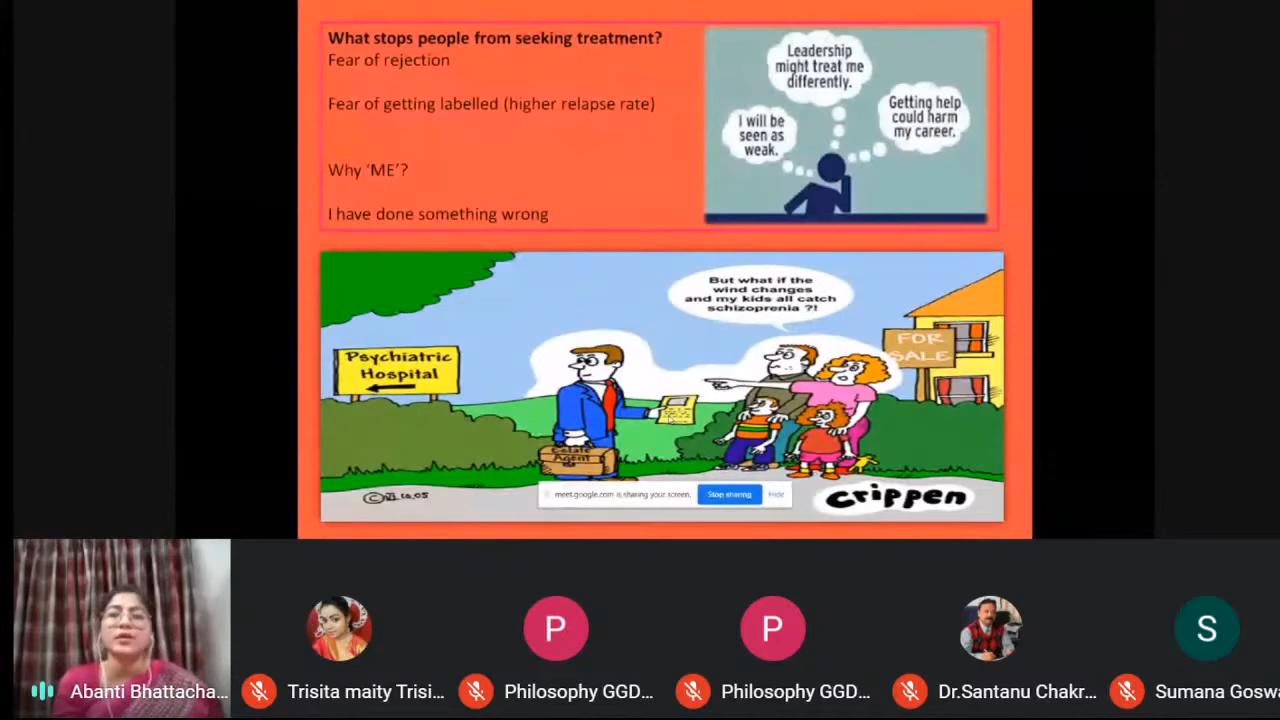 What stops people from seeking treatment?
Fear of rejection
Fear of getting labelled (higher relapse rate)
Why ‘ME’?
I have done something wrong
Leadership
might treat me
differently.
Getting help
could harm
my career.
I will be
seen as
weak.
But what if the
wind changes
and my kids all catch
schizoprenia ?!
FOR
SALE
Psychiatric
Hospital
Estate
Agent
Crippen
meet.google.com is sharing your screen.
Stop sharing
Hide
Abanti Bhattacha...
Trisita maity Trisi...
P
Philosophy GGD...
P
Philosophy GGD...
Dr.Santanu Chakr...
S
Sumana Gosw